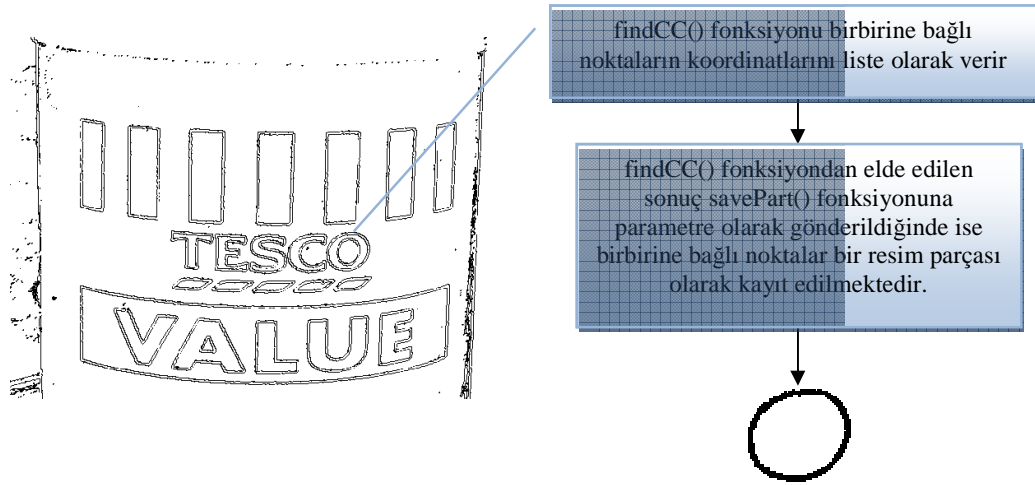 findCC() fonksiyonu birbirine bağlı
noktaların koordinatlarını liste olarak verir
findCC() fonksiyondan elde edilen
sonuç savePart() fonksiyonuna
parametre olarak gönderildiğinde ise
birbirine bağlı noktalar bir resim parçası
olarak kayıt edilmektedir.
TESCO
VALUE